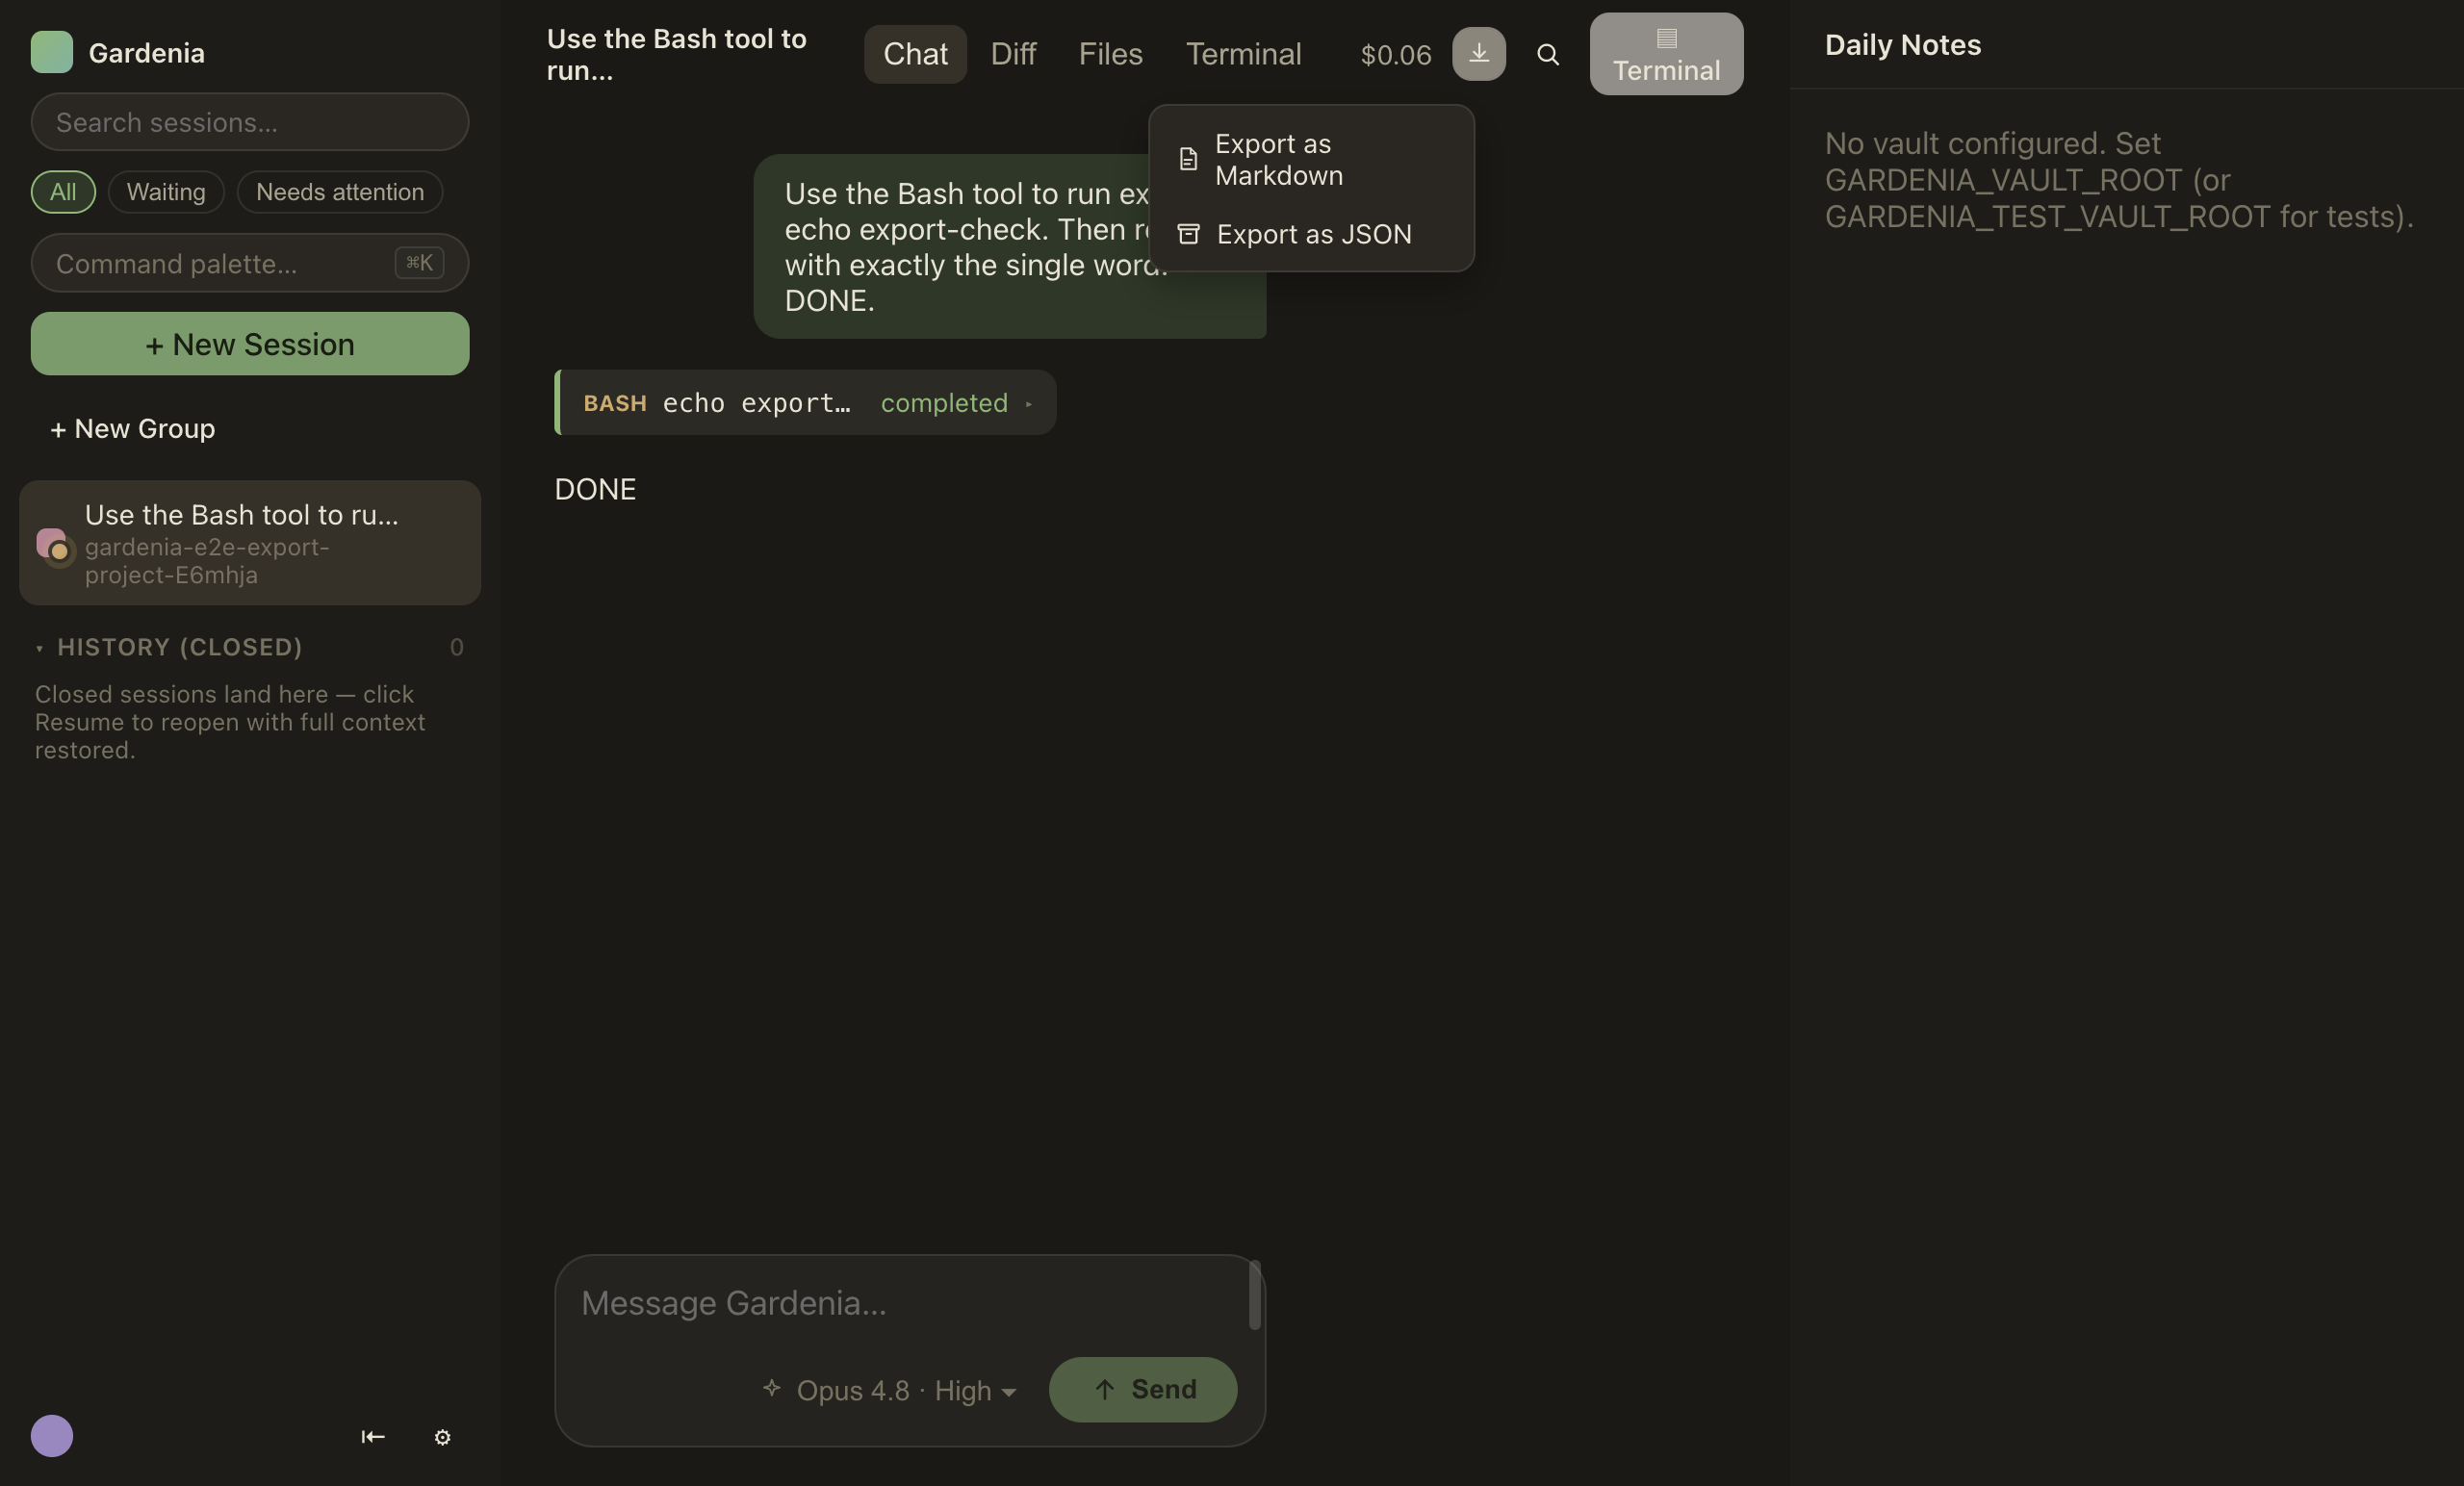 Gardenia
Search sessions...
All
Waiting
Needs attention
Command palette...
⌘K
+ New Session
+ New Group
Use the Bash tool to ru...
gardenia-e2e-export-
project-E6mhja
HISTORY (CLOSED)
0
Closed sessions land here — click
Resume to reopen with full context
restored.
Use the Bash tool to
run...
Chat
Diff
Files
Terminal
$0.06
Terminal
Export as
Markdown
Export as JSON
Use the Bash tool to run ex
echo export-check. Then r
with exactly the single word:
DONE.
BASH echo export… completed
DONE
Message Gardenia...
Opus 4.8 · High
Send
Daily Notes
No vault configured. Set
GARDENIA_VAULT_ROOT (or
GARDENIA_TEST_VAULT_ROOT for tests).